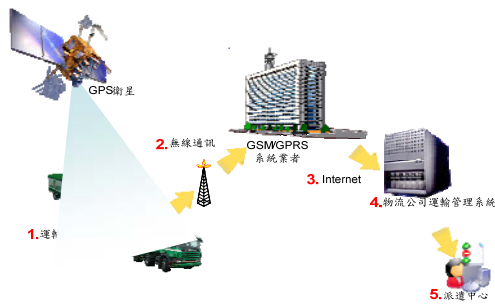 GPS衛星
2. 無線通訊
GSM/GPRS
系統業者
3. Internet
4. 物流公司運輸管理系統
1. 運
5. 派遣中心